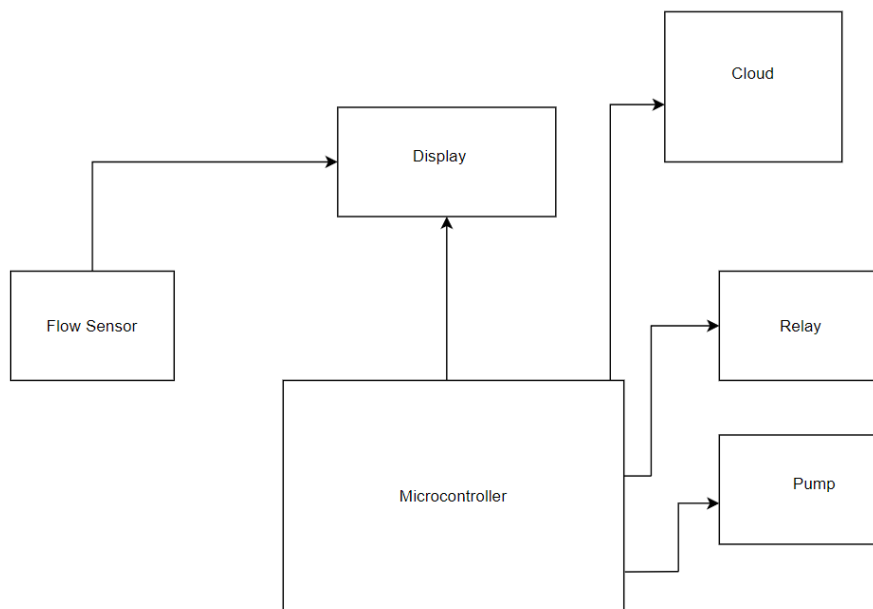 Cloud
Display
Flow Sensor
Relay
Microcontroller
Pump